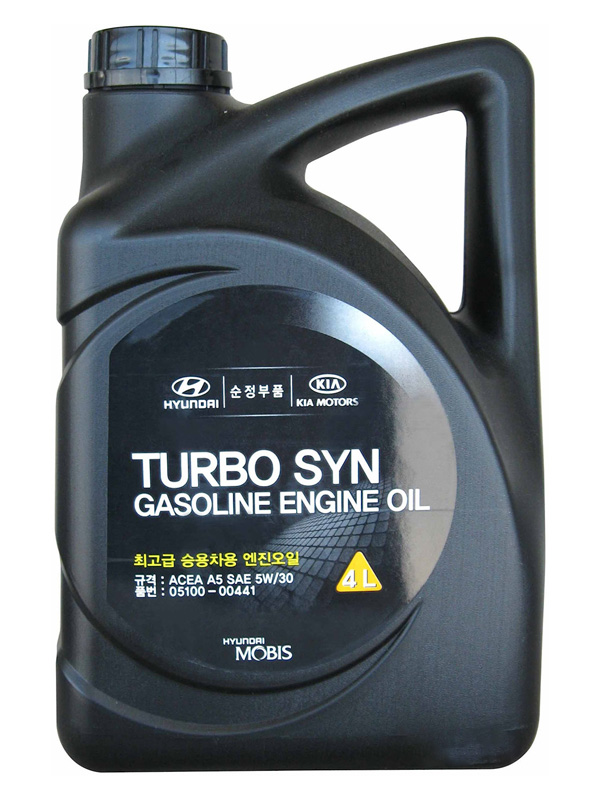 HYUNDAI 순정부품 KIA KIA MOTORS
TURBO SYN
GASOLINE ENGINE OIL
최고급 승용차용 엔진오일
규격 : ACEA A5 SAE 5W/30
품번 : 05100-00441
4 L
HYUNDAI
MOBIS